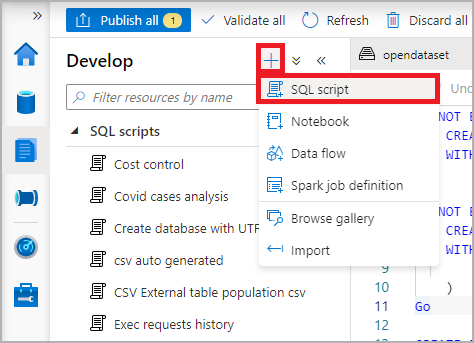 Publish all 1 Validate all Refresh Discard all
Develop
opendataset
Filter resources by name
SQL script
SQL scripts
Notebook
Cost control
Data flow
Covid cases analysis
Spark job definition
Create database with UTF
Browse gallery
csv auto generated
Import
CSV External table population csv
Exec requests history
Unc
NOT E
CREA
WITH
NOT E
CREA
WITH
9
10 )
11 Go